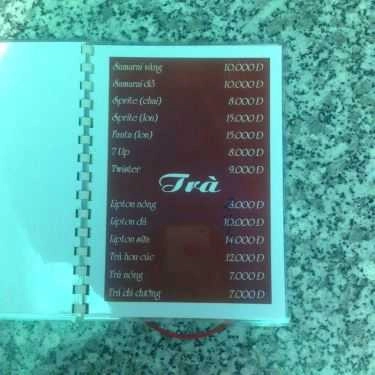 Samurai vàng 10.000 Đ
Samurai đỏ 10.000 Đ
Sprite (chai) 8.000 Đ
Sprite (lon) 15.000 Đ
Fanta (lon) 15.000 Đ
7 Up 8.000 Đ
Twister 9.000 Đ
Trà
Lipton nóng 8.000 Đ
Lipton đá 10.000 Đ
Lipton sữa 14.000 Đ
Trà hoa cúc 12.000 Đ
Trà nóng 7.000 Đ
Trà đá đường 7.000 Đ